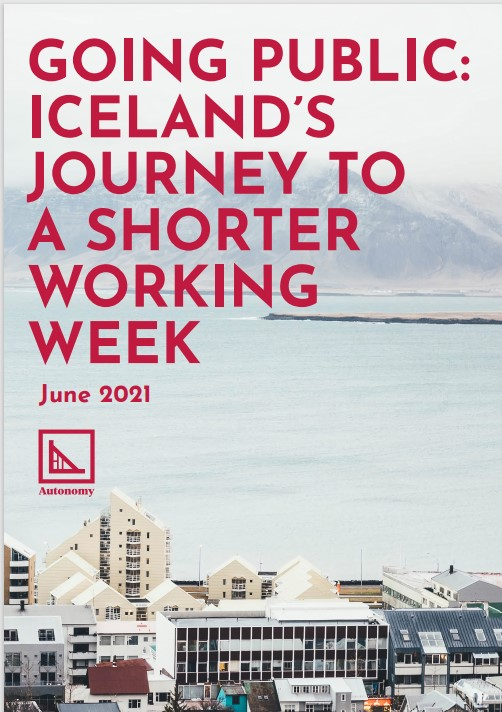 GOING PUBLIC:
ICELAND'S
JOURNEY TO
A SHORTER
WORKING
WEEK
June 2021
Autonomy